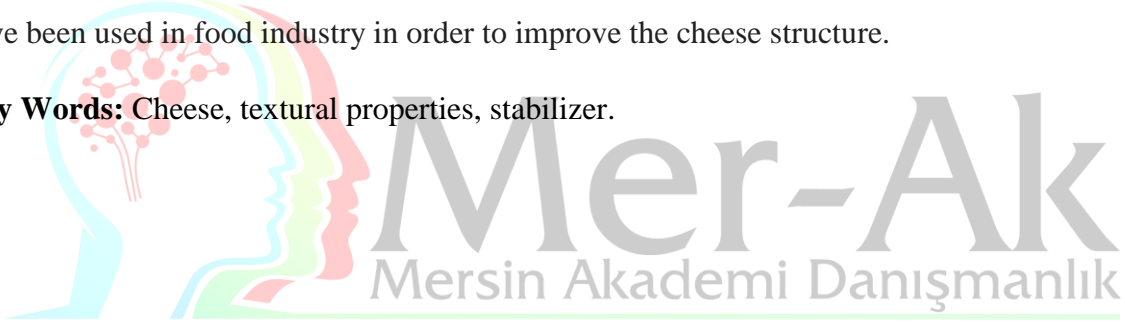 been used in food industry in order to improve the cheese structure.
Words: Cheese, textural properties, stabilizer.
Mer-Ak
Mersin Akademi Danışmanlık